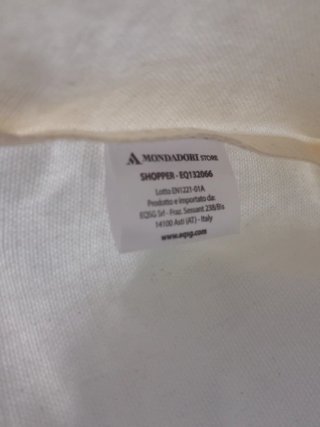 MONDADORI STORE
SHOPPER - EQ132066
Lotto EN1221-01A
Prodotto e importato da:
EQSG Srl - Fraz. Sessant 238/Bis
14100 Asti (AT) - Italy
www.eqsg.com